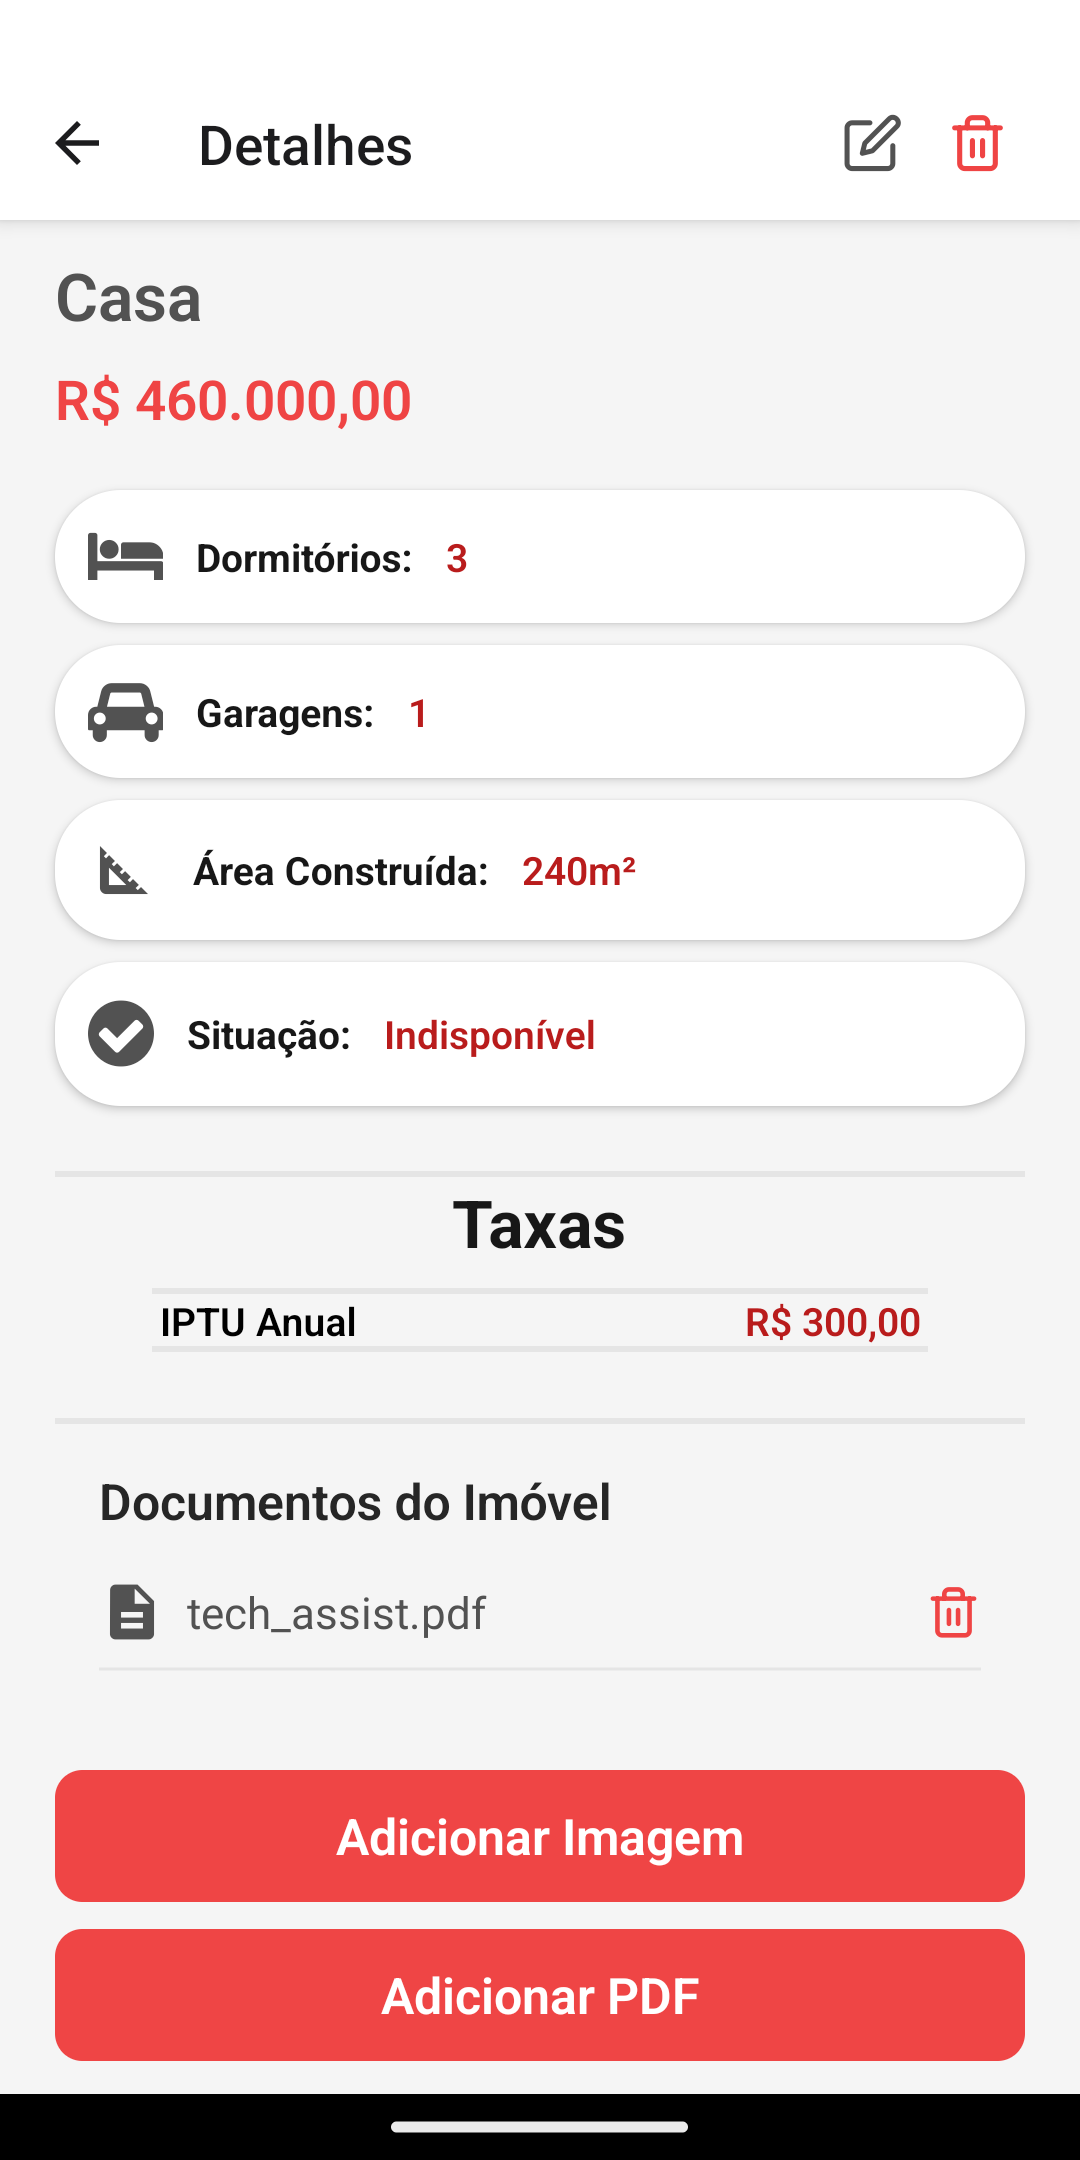 Detalhes
Casa
R$ 460.000,00
Dormitórios: 3
Garagens: 1
Área Construída: 240m²
Situação: Indisponível
Taxas
IPTU Anual R$ 300,00
Documentos do Imóvel
tech_assist.pdf
Adicionar Imagem
Adicionar PDF